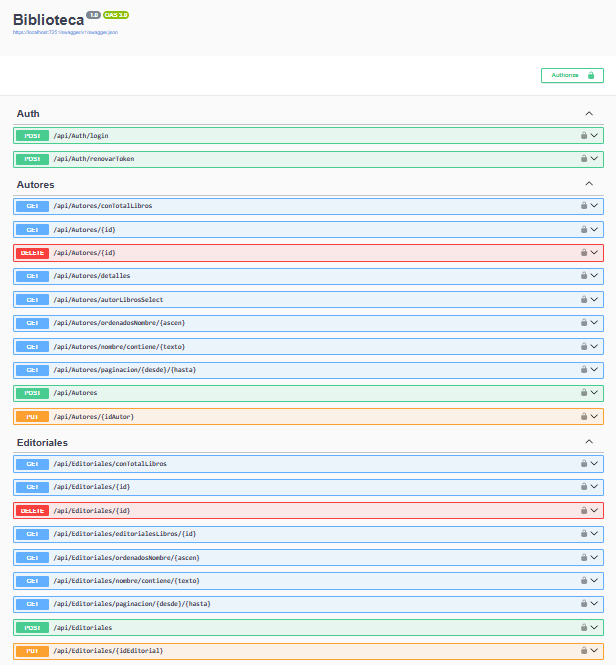 Biblioteca 1.0 OAS 3.0
https://localhost:7251/swagger/v1/swagger.json
Authorize
Auth
POST /api/Auth/login
POST /api/Auth/renovarToken
Autores
GET /api/Autores/conTotalLibros
GET /api/Autores/{id}
DELETE /api/Autores/{id}
GET /api/Autores/detalles
GET /api/Autores/autorLibrosSelect
GET /api/Autores/ordenadosNombre/{ascen}
GET /api/Autores/nombre/contiene/{texto}
GET /api/Autores/paginacion/{desde}/{hasta}
POST /api/Autores
PUT /api/Autores/{idAutor}
Editoriales
GET /api/Editoriales/conTotalLibros
GET /api/Editoriales/{id}
DELETE /api/Editoriales/{id}
GET /api/Editoriales/editorialesLibros/{id}
GET /api/Editoriales/ordenadosNombre/{ascen}
GET /api/Editoriales/nombre/contiene/{texto}
GET /api/Editoriales/paginacion/{desde}/{hasta}
POST /api/Editoriales
PUT /api/Editoriales/{idEditorial}